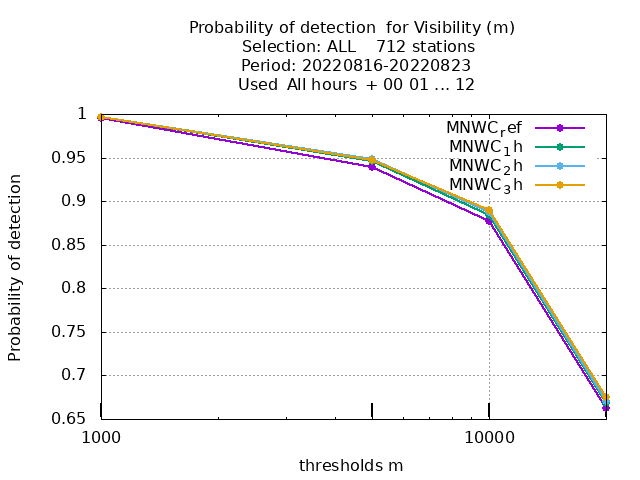 Probability of detection  for Visibility (m)
Selection: ALL    712 stations
Period: 20220816-20220823
Used  All hours  + 00 01 ... 12
MNWC_ref
MNWC_1h
MNWC_2h
MNWC_3h
1
0.95
0.9
0.85
0.8
0.75
0.7
0.65
Probability of detection
1000
10000
thresholds m